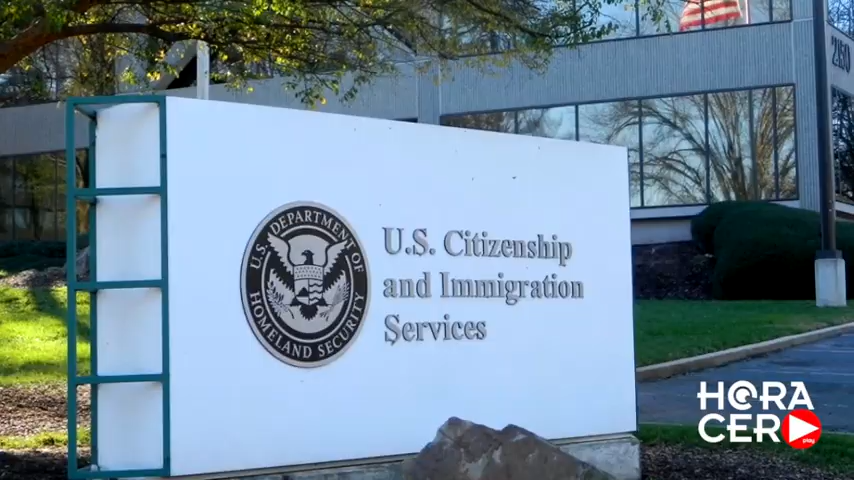 2150
U.S. DEPARTMENT OF
HOMELAND SECURITY
U.S. Citizenship
and Immigration
Services
HORA
CERO
play